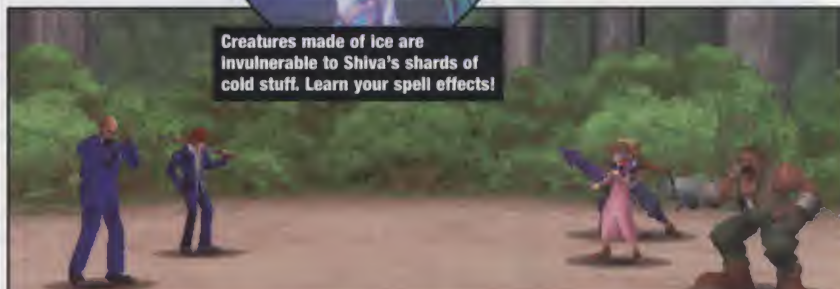 Creatures made of ice are
invulnerable to Shiva's shards of
cold stuff. Learn your spell effects!